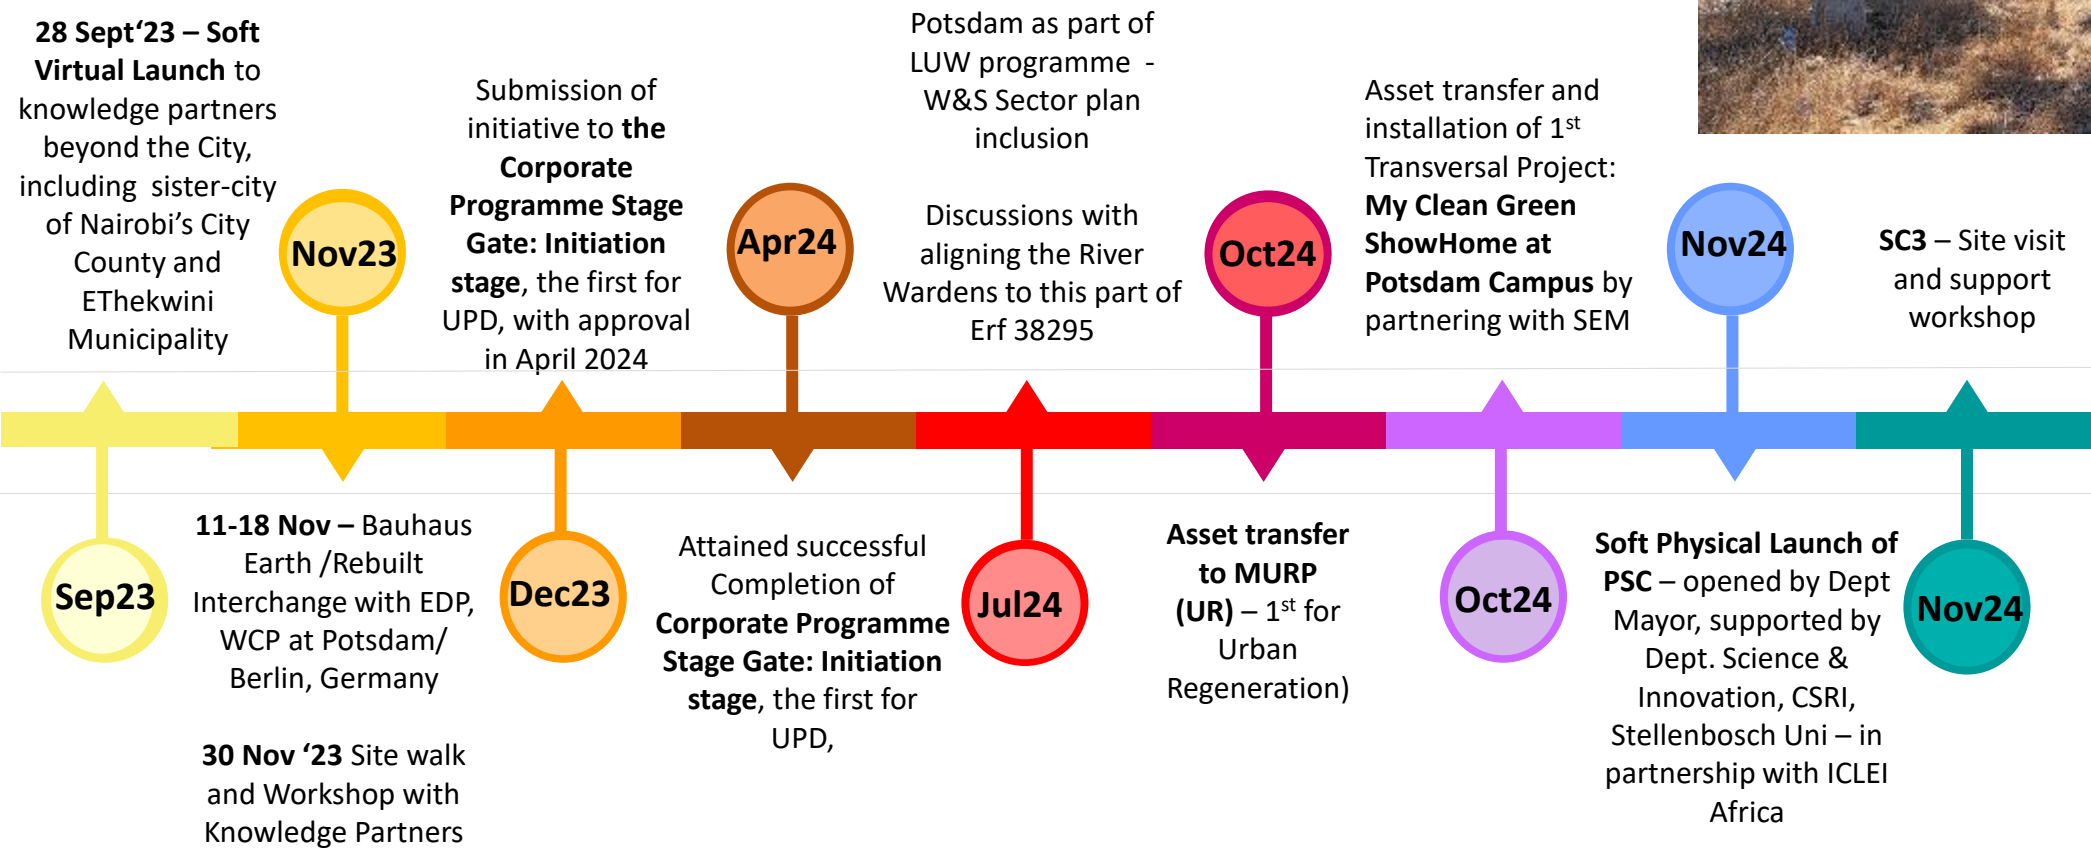 28 Sept‘23 – Soft
Virtual Launch to
knowledge partners
beyond the City,
including sister-city
of Nairobi’s City
County and
EThekwini
Municipality
Sep23
Nov23
11-18 Nov – Bauhaus
Earth /Rebuilt
Interchange with EDP,
WCP at Potsdam/
Berlin, Germany
30 Nov ‘23 Site walk
and Workshop with
Knowledge Partners
Submission of
initiative to the
Corporate
Programme Stage
Gate: Initiation
stage, the first for
UPD, with approval
in April 2024
Dec23
Apr24
Attained successful
Completion of
Corporate Programme
Stage Gate: Initiation
stage, the first for
UPD,
Potsdam as part of
LUW programme -
W&S Sector plan
inclusion
Discussions with
aligning the River
Wardens to this part of
Erf 38295
Jul24
Oct24
Asset transfer
to MURP
(UR) – 1st for
Urban
Regeneration)
Asset transfer and
installation of 1st
Transversal Project:
My Clean Green
ShowHome at
Potsdam Campus by
partnering with SEM
Oct24
Nov24
Soft Physical Launch of
PSC – opened by Dept
Mayor, supported by
Dept. Science &
Innovation, CSRI,
Stellenbosch Uni – in
partnership with ICLEI
Africa
SC3 – Site visit
and support
workshop
Nov24